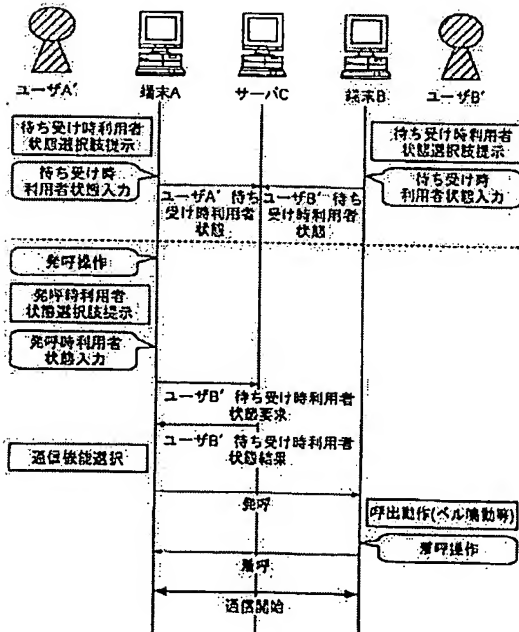 ユーザA'
端末A
サーバC
端末B
ユーザB'
待ち受け時利用者
状態選択肢提示
待ち受け時利用者
状態選択肢提示
待ち受け時
利用者状態入力
待ち受け時
利用者状態入力
ユーザA' 待ち
受け時利用者
状態
ユーザB' 待ち
受け時利用者
状態
発呼操作
発呼時利用者
状態選択肢提示
発呼時利用者
状態入力
ユーザB' 待ち受け時利用者
状態要求
ユーザB' 待ち受け時利用者
状態結果
通信機能選択
発呼
呼出動作(ベル鳴動等)
着呼操作
着呼
通信開始